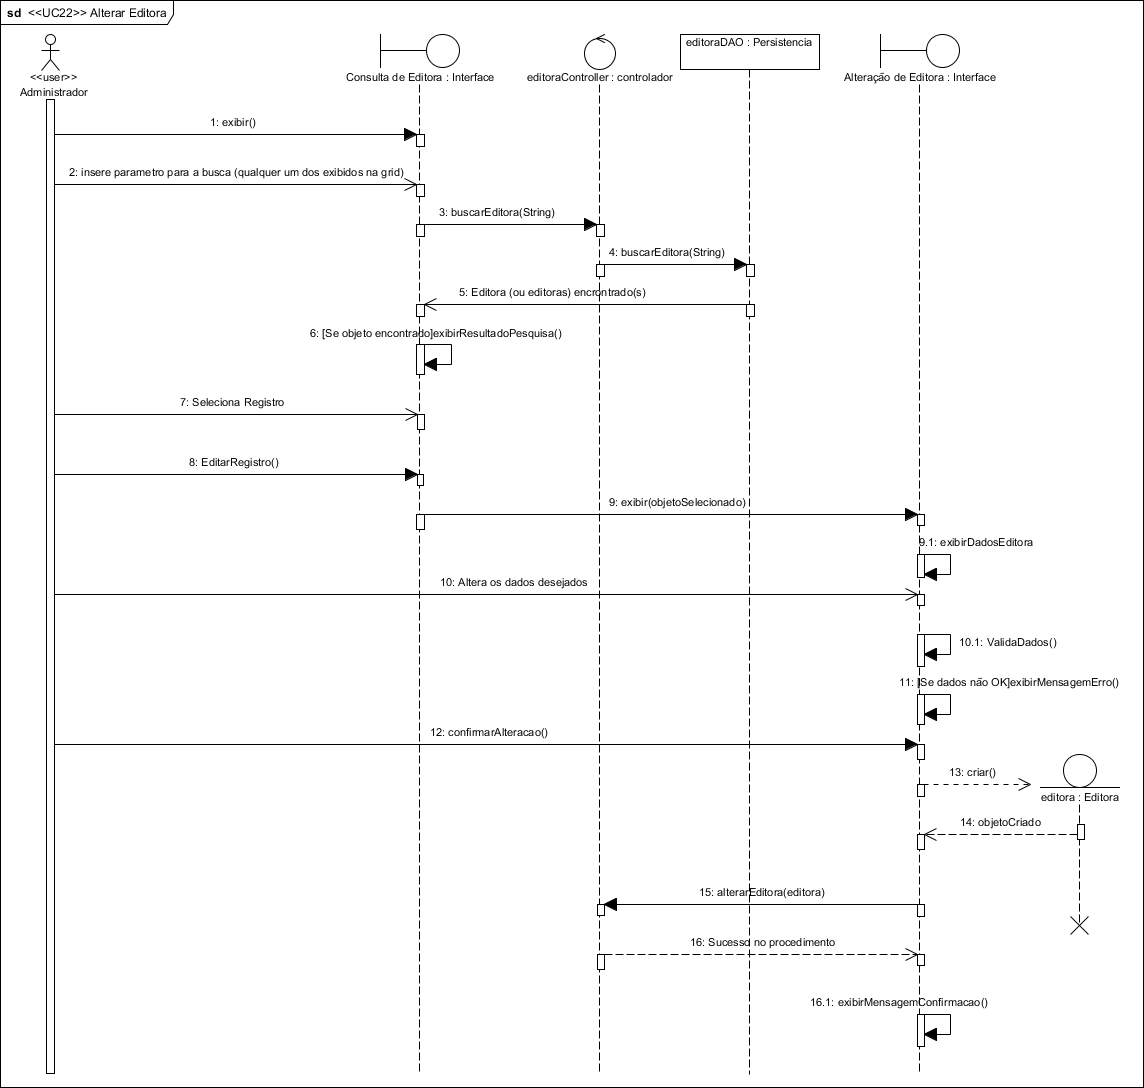 sd <<UC22>> Alterar Editora
<<user>>
Administrador
Consulta de Editora : Interface
editoraController : controlador
editoraDAO : Persistencia
Alteração de Editora : Interface
1: exibir()
2: insere parametro para a busca (qualquer um dos exibidos na grid)
3: buscarEditora(String)
4: buscarEditora(String)
5: Editora (ou editoras) encrontrado(s)
6: [Se objeto encontrado]exibirResultadoPesquisa()
7: Seleciona Registro
8: EditarRegistro()
9: exibir(objetoSelecionado)
9.1: exibirDadosEditora
10: Altera os dados desejados
10.1: ValidaDados()
11: [Se dados não OK]exibirMensagemErro()
12: confirmarAlteracao()
13: criar()
editora : Editora
14: objetoCriado
15: alterarEditora(editora)
16: Sucesso no procedimento
16.1: exibirMensagemConfirmacao()